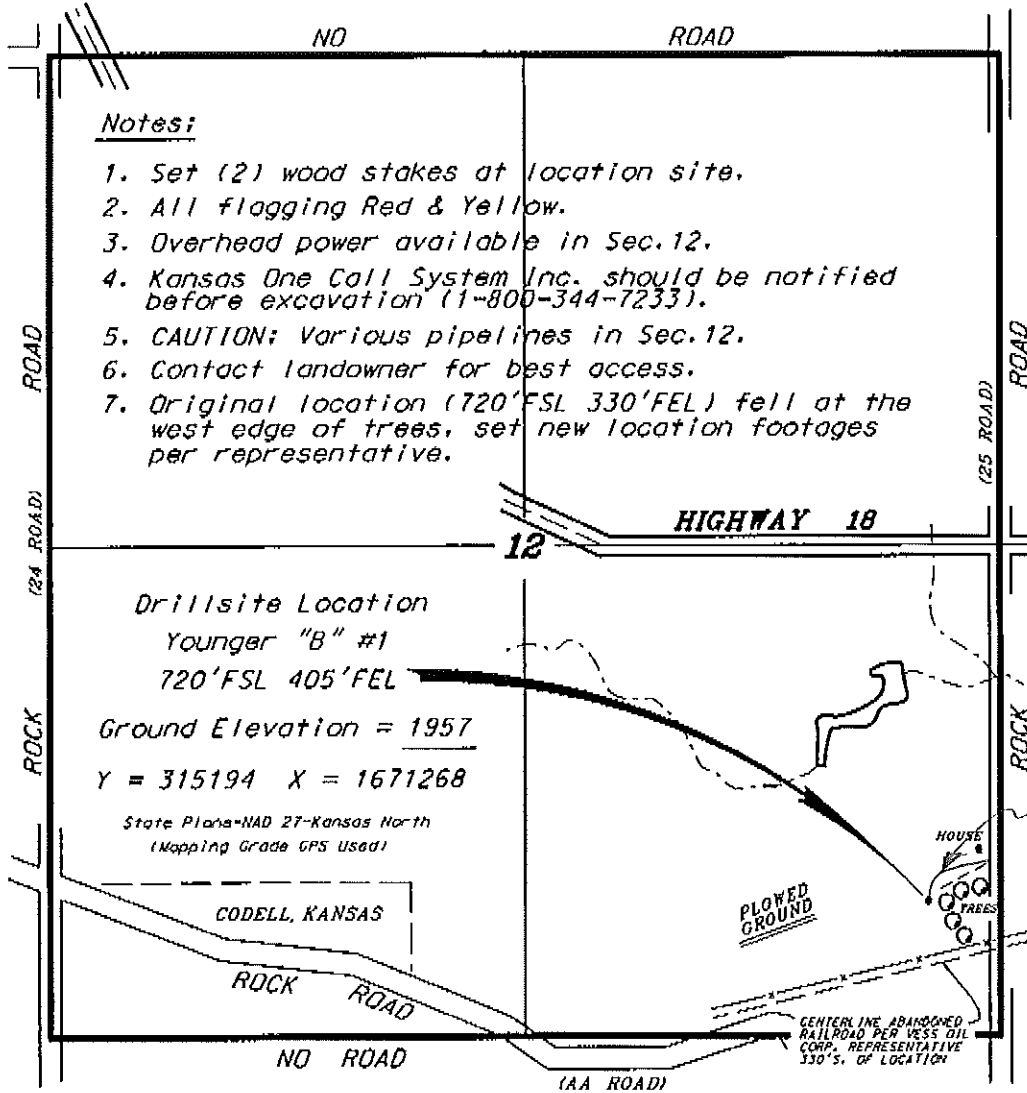 NO ROAD
Notes:
1. Set (2) wood stakes at location site.
2. All flagging Red & Yellow.
3. Overhead power available in Sec.12.
4. Kansas One Call System Inc. should be notified
before excavation (1-800-344-7233).
5. CAUTION: Various pipelines in Sec.12.
6. Contact landowner for best access.
7. Original location (720'FSL 330'FEL) fell at the
west edge of trees, set new location footages
per representative.
ROAD
(24 ROAD)
ROCK
ROAD
(25 ROAD)
ROCK
HIGHWAY 18
12
Drillsite Location
Younger "B" #1
720'FSL 405'FEL
Ground Elevation = 1957
Y = 315194 X = 1671268
State Plane-NAD 27-Kansas North
(Mapping Grade GPS Used)
HOUSE
TREES
PLOWED
GROUND
CODELL, KANSAS
ROCK ROAD
CENTERLINE ABANDONED
RAILROAD PER VESS OIL
CORP. REPRESENTATIVE
330'S. OF LOCATION
NO ROAD
(AA ROAD)